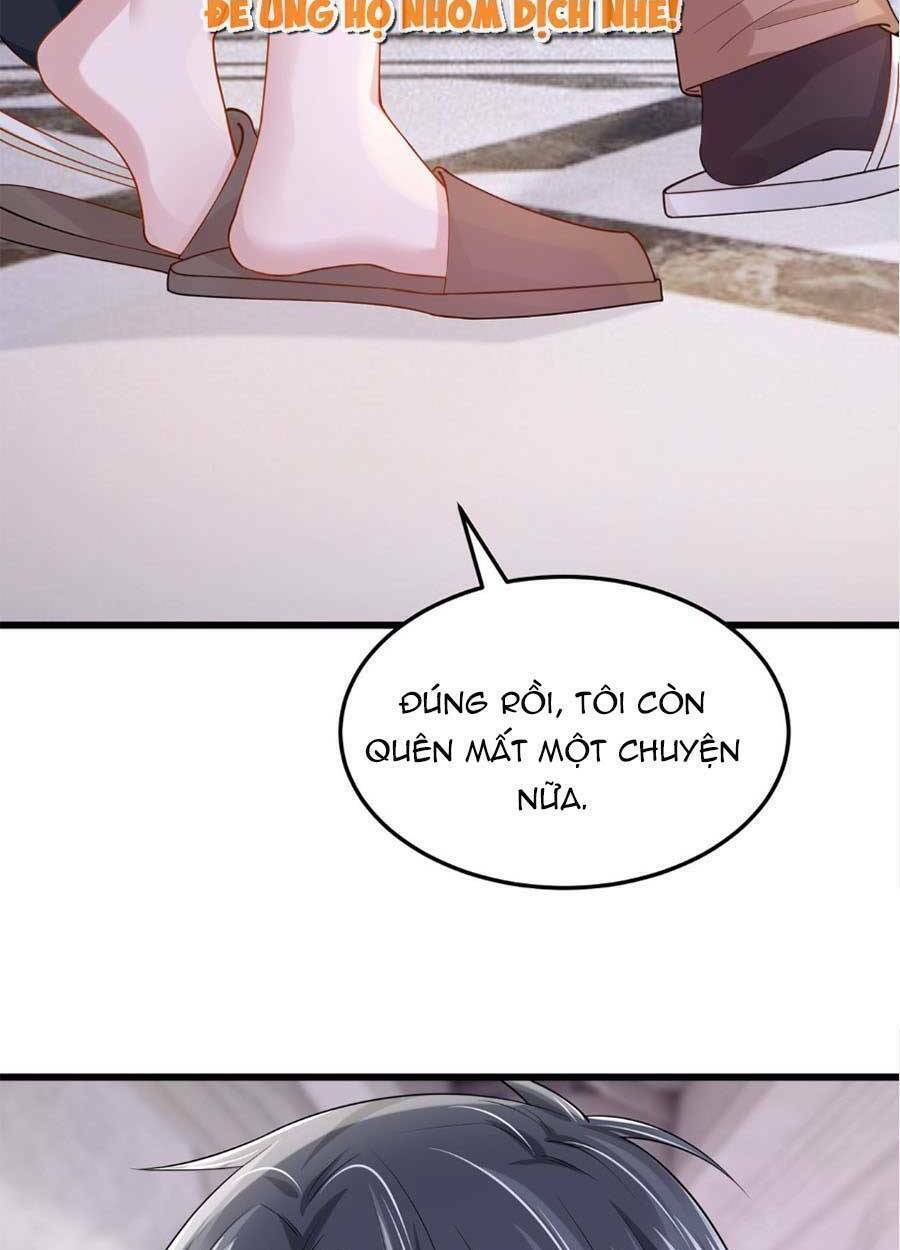 ĐỂ ỦNG HỘ NHÓM DỊCH NHÉ!
ĐÚNG RỒI, TÔI CÒN
QUÊN MẤT MỘT CHUYỆN
NỮA.